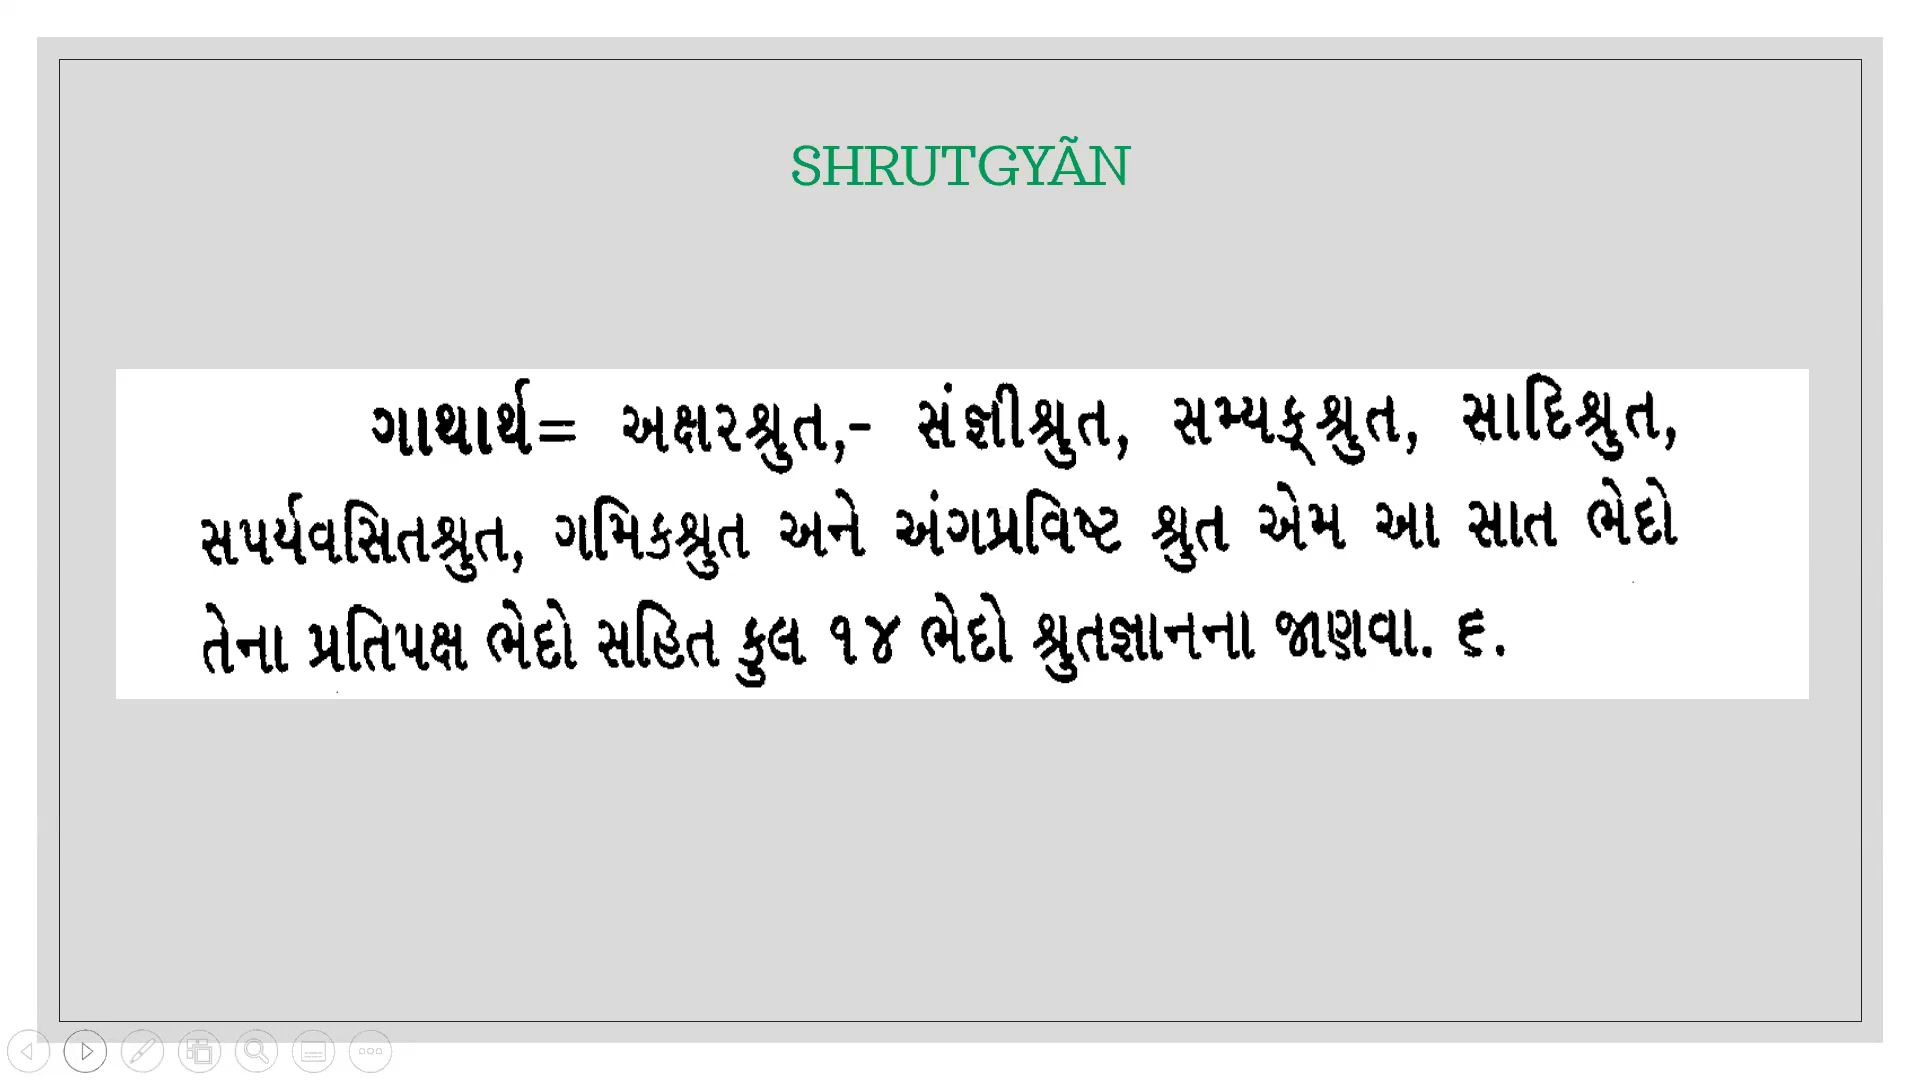 SHRUTGYÃN
ગાથાર્થ= અક્ષરશ્રુત,- સંજ્ઞીશ્રુત, સમ્યક્‌શ્રુત, સાદિશ્રુત,
સપર્યવસિતશ્રુત, ગમિકશ્રુત અને અંગપ્રવિષ્ટ શ્રુત એમ આ સાત ભેદો
તેના પ્રતિપક્ષ ભેદો સહિત કુલ ૧૪ ભેદો શ્રુતજ્ઞાનના જાણવા. ૬.